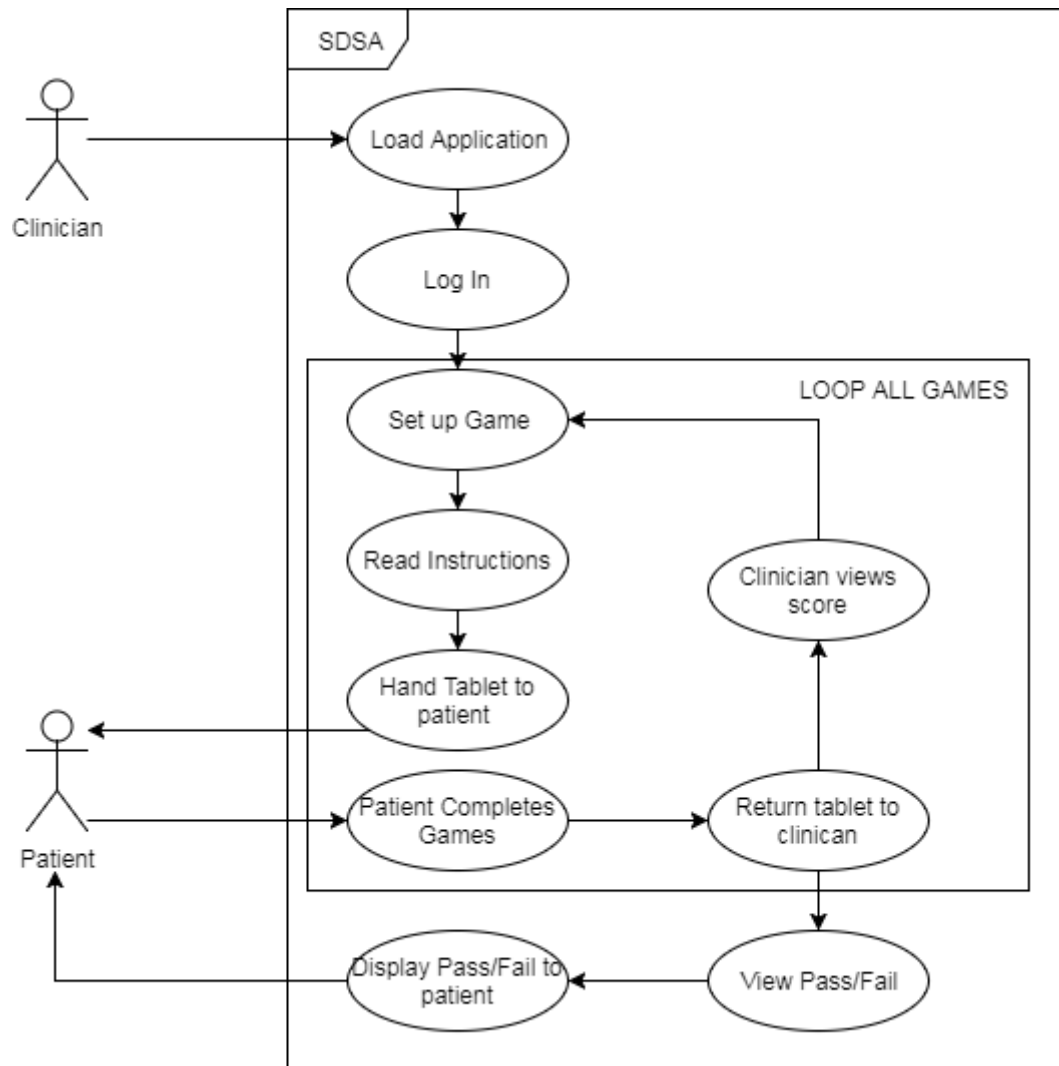 SDSA
Load Application
Clinician
Log In
LOOP ALL GAMES
Set up Game
Read Instructions
Clinician views
score
Hand Tablet to
patient
Patient Completes
Games
Return tablet to
clinican
Patient
Display Pass/Fail to
patient
View Pass/Fail